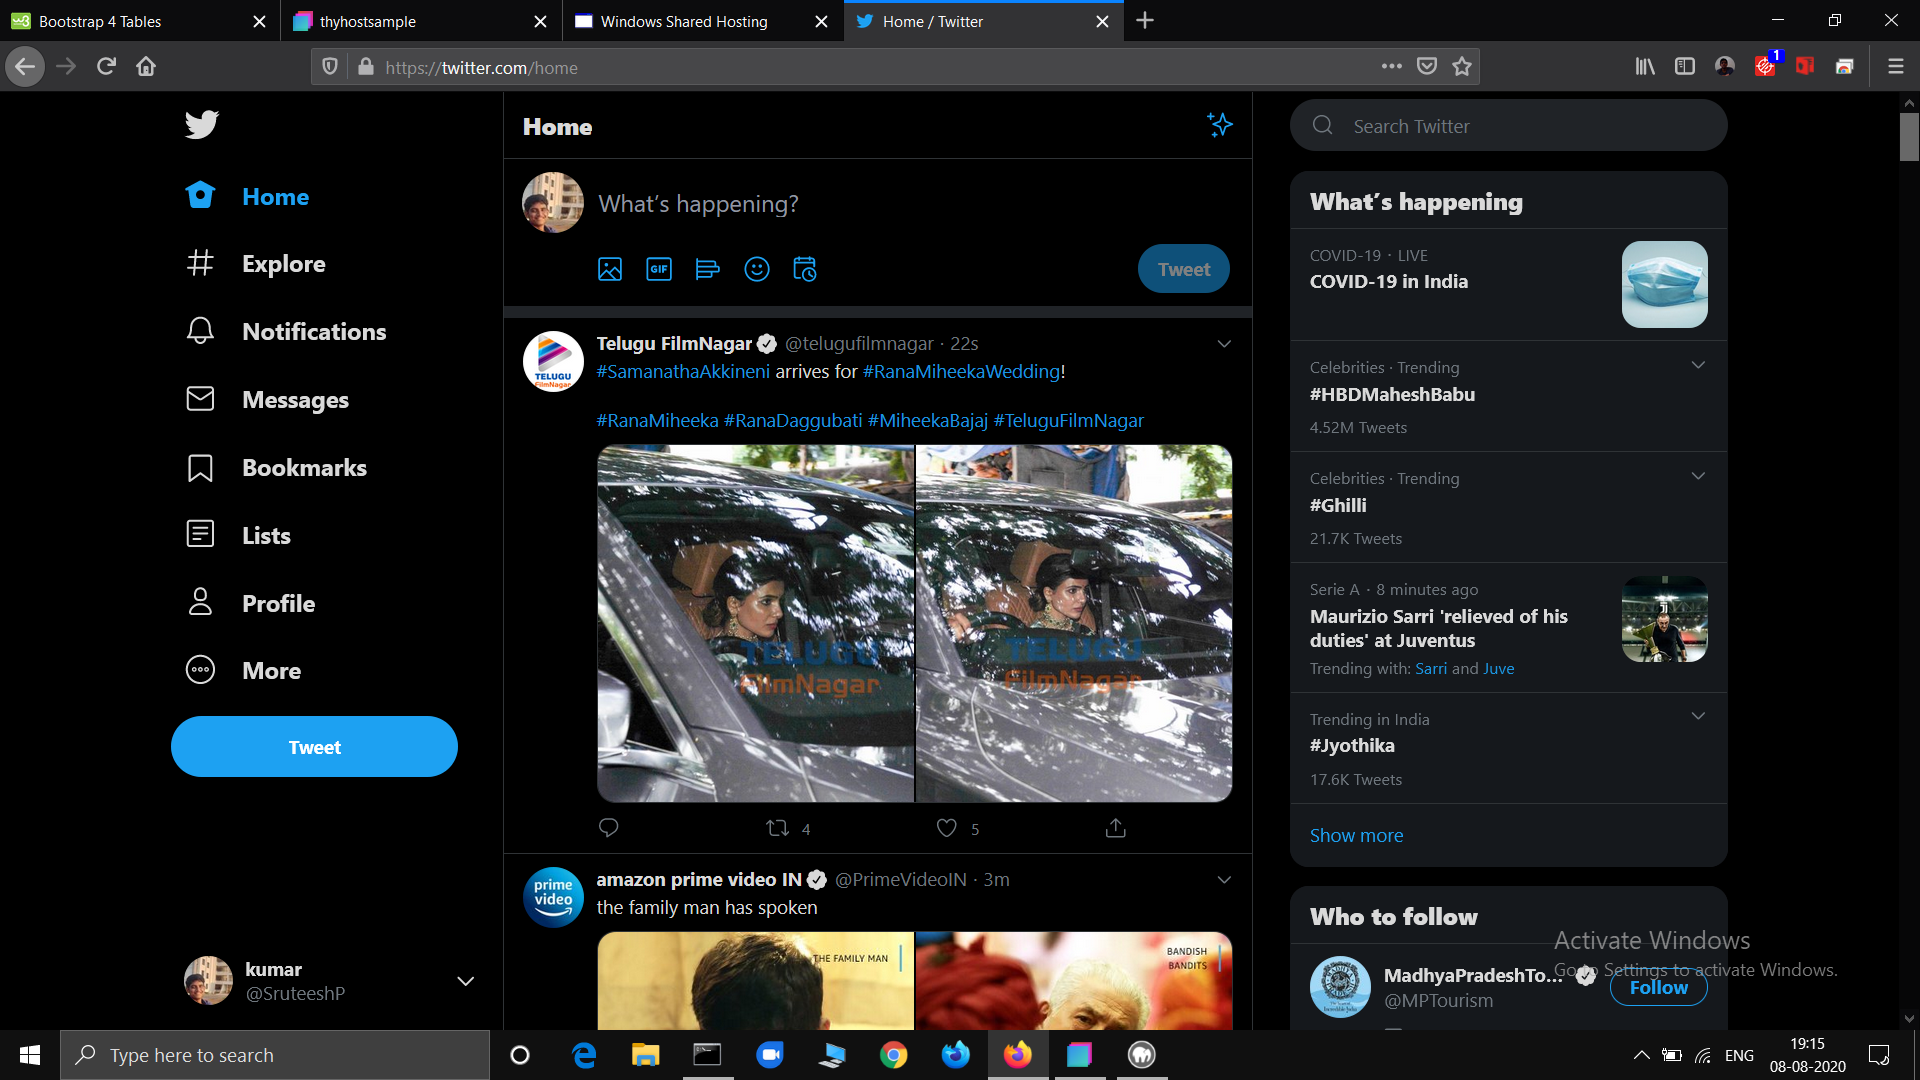 Bootstrap 4 Tables
thyhostsample
Windows Shared Hosting
Home / Twitter
https://twitter.com/home
1
Home
Explore
Notifications
Messages
Bookmarks
Lists
Profile
More
Tweet
kumar
@SruteeshP
Home
What's happening?
GIF
Tweet
TELUGU
FilmNagar
Telugu FilmNagar @telugufilmnagar · 22s
#SamanathaAkkineni arrives for #RanaMiheekaWedding!
#RanaMiheeka #RanaDaggubati #MiheekaBajaj #TeluguFilmNagar
TELUGU
FilmNagar
TELUGU
FilmNagar
4
5
prime
video
amazon prime video IN @PrimeVideoIN · 3m
the family man has spoken
THE FAMILY MAN
BANDISH
BANDITS
Search Twitter
What's happening
COVID-19 · LIVE
COVID-19 in India
Celebrities · Trending
#HBDMaheshBabu
4.52M Tweets
Celebrities · Trending
#Ghilli
21.7K Tweets
Serie A · 8 minutes ago
Maurizio Sarri 'relieved of his
duties' at Juventus
Trending with: Sarri and Juve
Trending in India
#Jyothika
17.6K Tweets
Show more
Who to follow
MadhyaPradeshTo...
@MPTourism
Follow
Activate Windows
Go to Settings to activate Windows.
Type here to search
ENG
19:15
08-08-2020